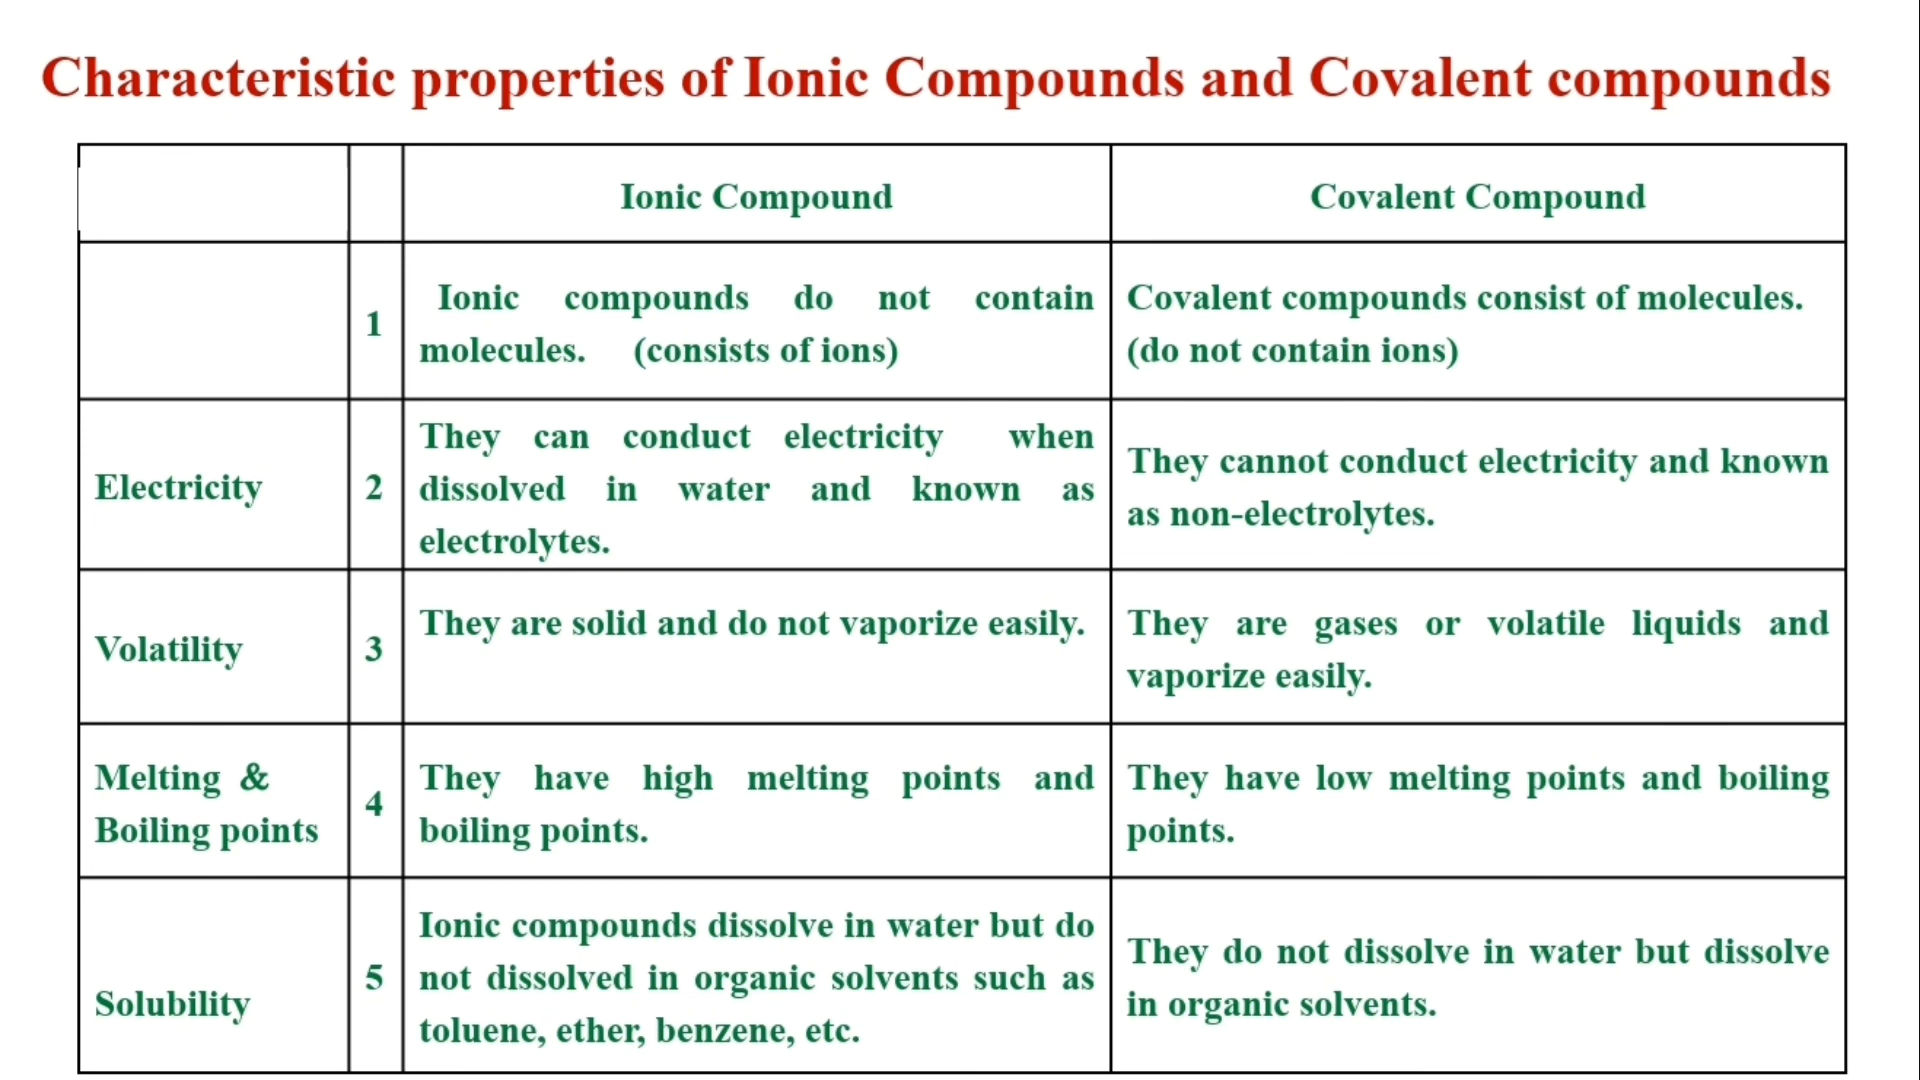 Characteristic properties of Ionic Compounds and Covalent compounds
Ionic Compound
Covalent Compound
1
Ionic compounds do not contain
molecules. (consists of ions)
Covalent compounds consist of molecules.
(do not contain ions)
Electricity
2
They can conduct electricity when
dissolved in water and known as
electrolytes.
They cannot conduct electricity and known
as non-electrolytes.
Volatility
3
They are solid and do not vaporize easily.
They are gases or volatile liquids and
vaporize easily.
Melting &
Boiling points
4
They have high melting points and
boiling points.
They have low melting points and boiling
points.
Solubility
5
Ionic compounds dissolve in water but do
not dissolved in organic solvents such as
toluene, ether, benzene, etc.
They do not dissolve in water but dissolve
in organic solvents.